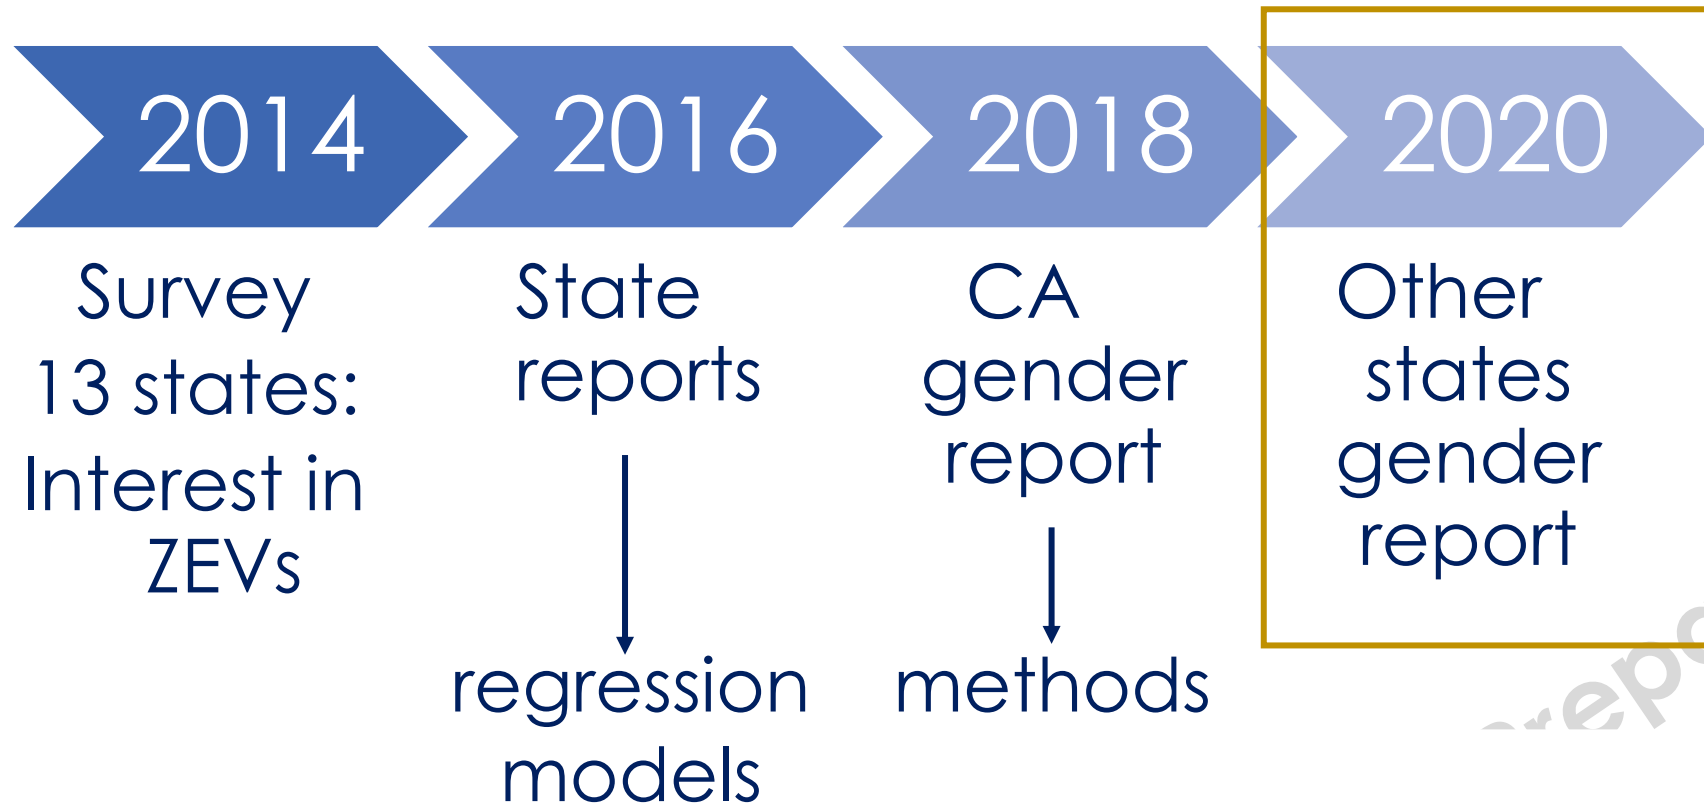 2014
Survey
13 states:
Interest in
ZEVs
2016
State
reports
regression
models
2018
CA
gender
report
methods
2020
Other
states
gender
report